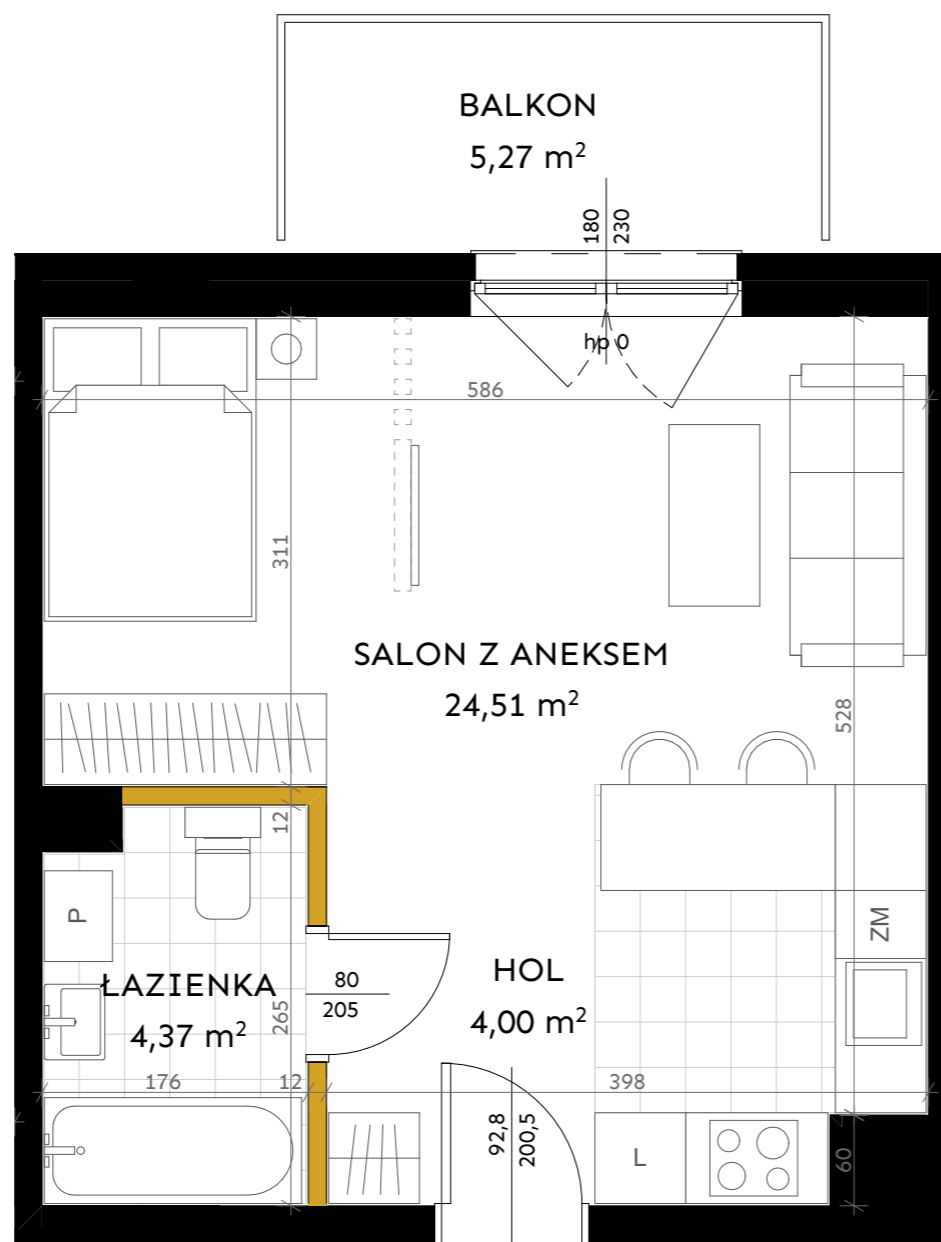 BALKON
5,27 m²
180
230
hp 0
586
311
SALON Z ANEKSEM
24,51 m²
528
12
P
ZM
ŁAZIENKA
4,37 m²
265
80
205
HOL
4,00 m²
176
12
398
92,8
200,5
L
60